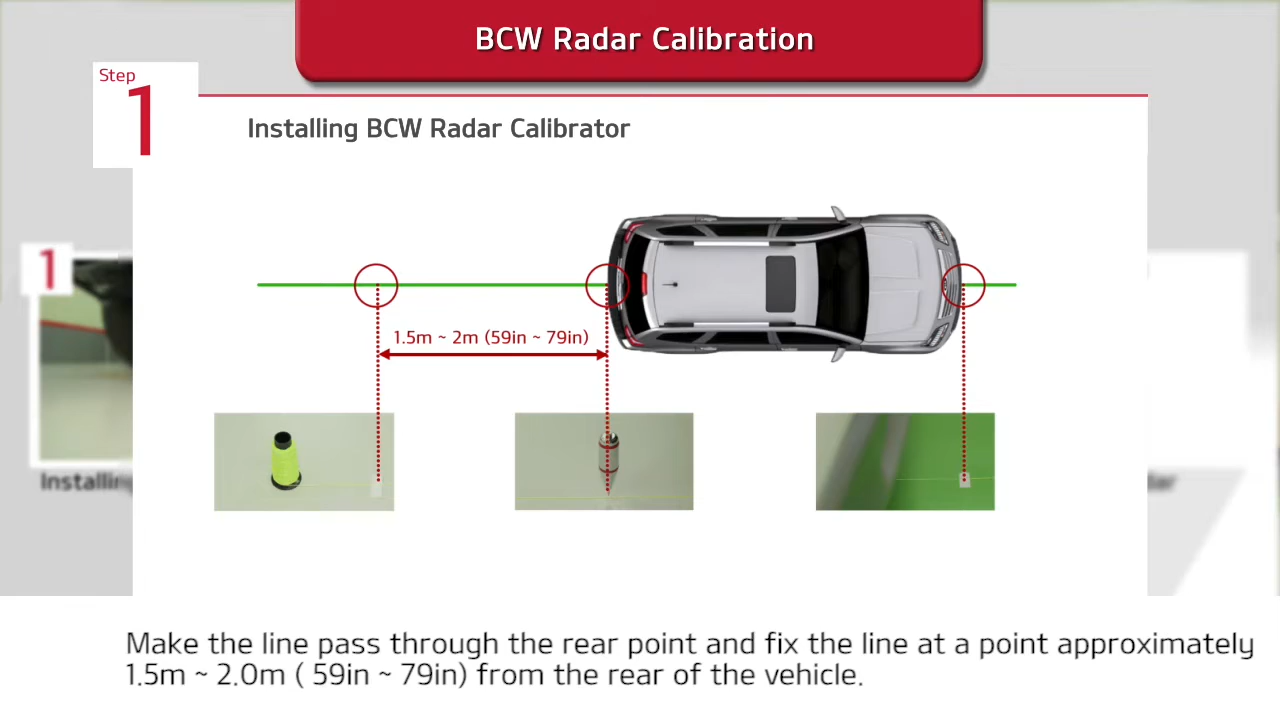 BCW Radar Calibration
Step
1
Installing BCW Radar Calibrator
1.5m ~ 2m (59in ~ 79in)
1
Installin
dar
Make the line pass through the rear point and fix the line at a point approximately
1.5m ~ 2.0m ( 59in ~ 79in) from the rear of the vehicle.